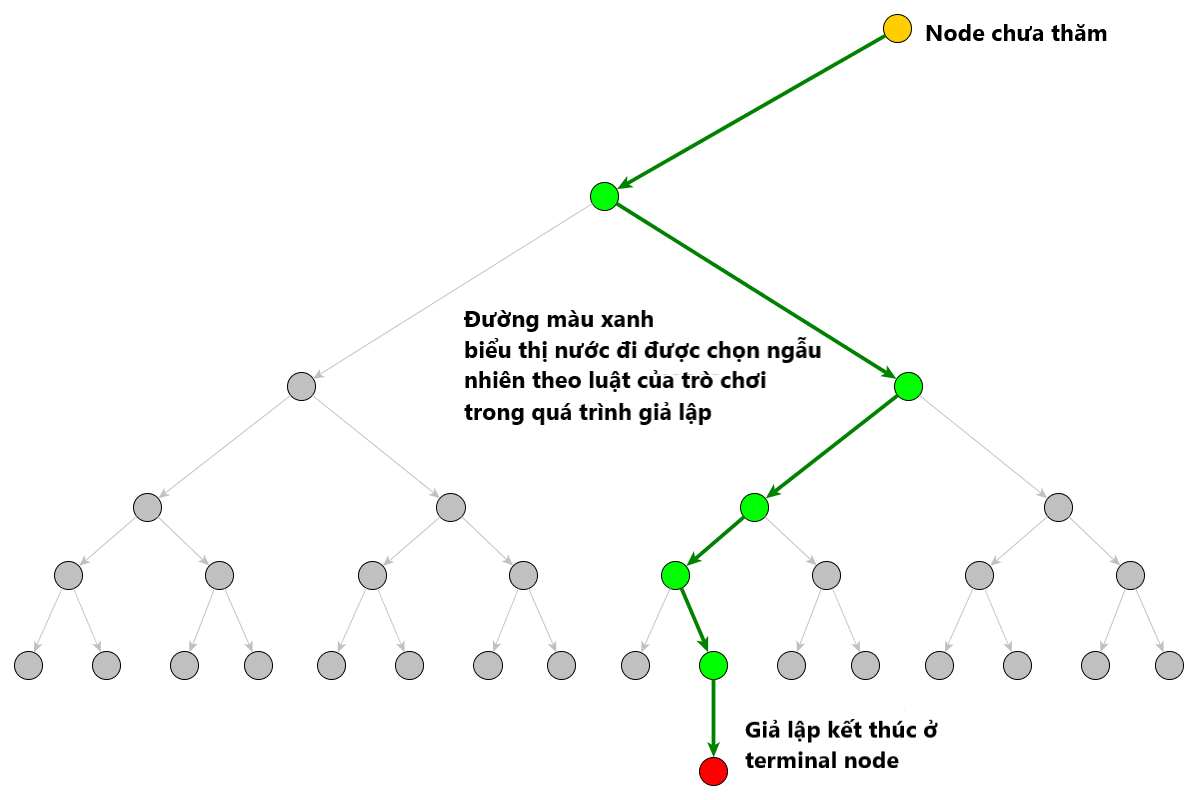 Node chưa thăm
Đường màu xanh
biểu thị nước đi được chọn ngẫu
nhiên theo luật của trò chơi
trong quá trình giả lập
Giả lập kết thúc ở
terminal node